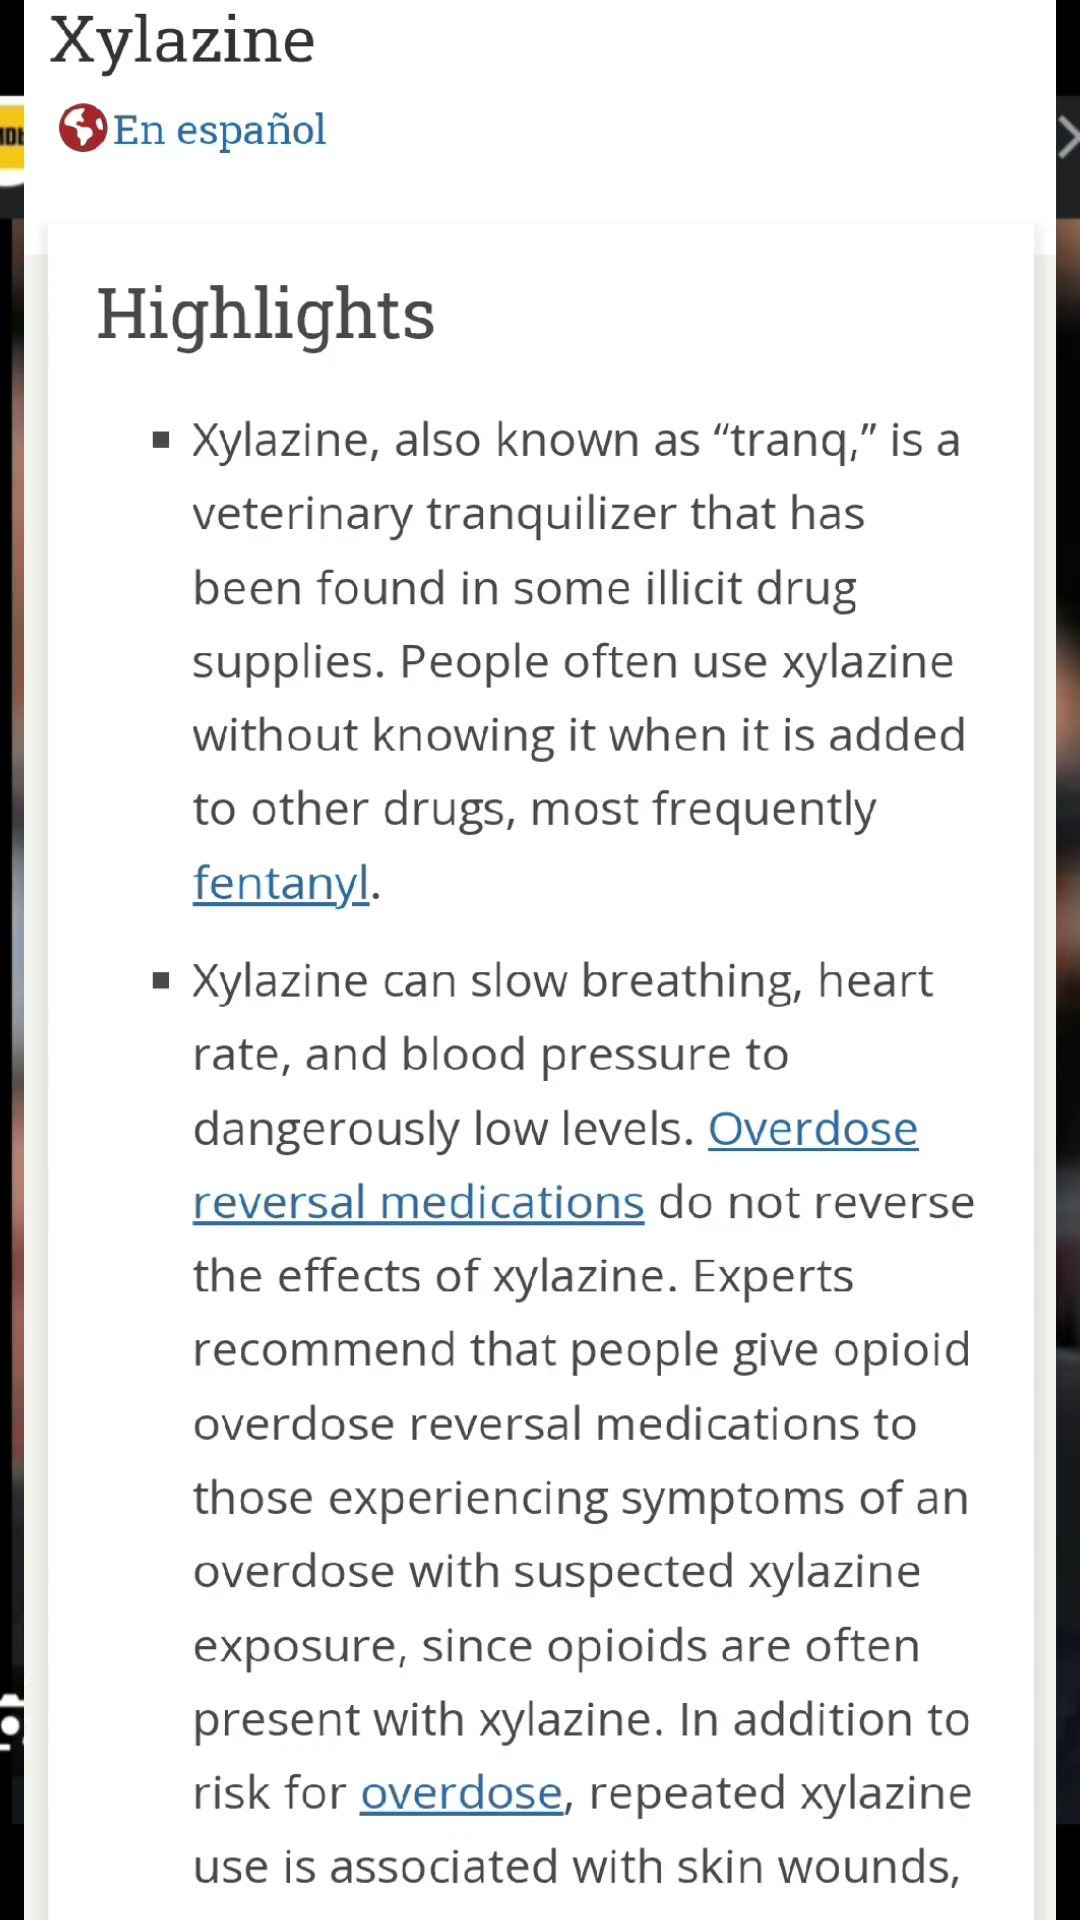 Xylazine
En español
Highlights
Xylazine, also known as “tranq,” is a
veterinary tranquilizer that has
been found in some illicit drug
supplies. People often use xylazine
without knowing it when it is added
to other drugs, most frequently
fentanyl.
Xylazine can slow breathing, heart
rate, and blood pressure to
dangerously low levels. Overdose
reversal medications do not reverse
the effects of xylazine. Experts
recommend that people give opioid
overdose reversal medications to
those experiencing symptoms of an
overdose with suspected xylazine
exposure, since opioids are often
present with xylazine. In addition to
risk for overdose, repeated xylazine
use is associated with skin wounds,